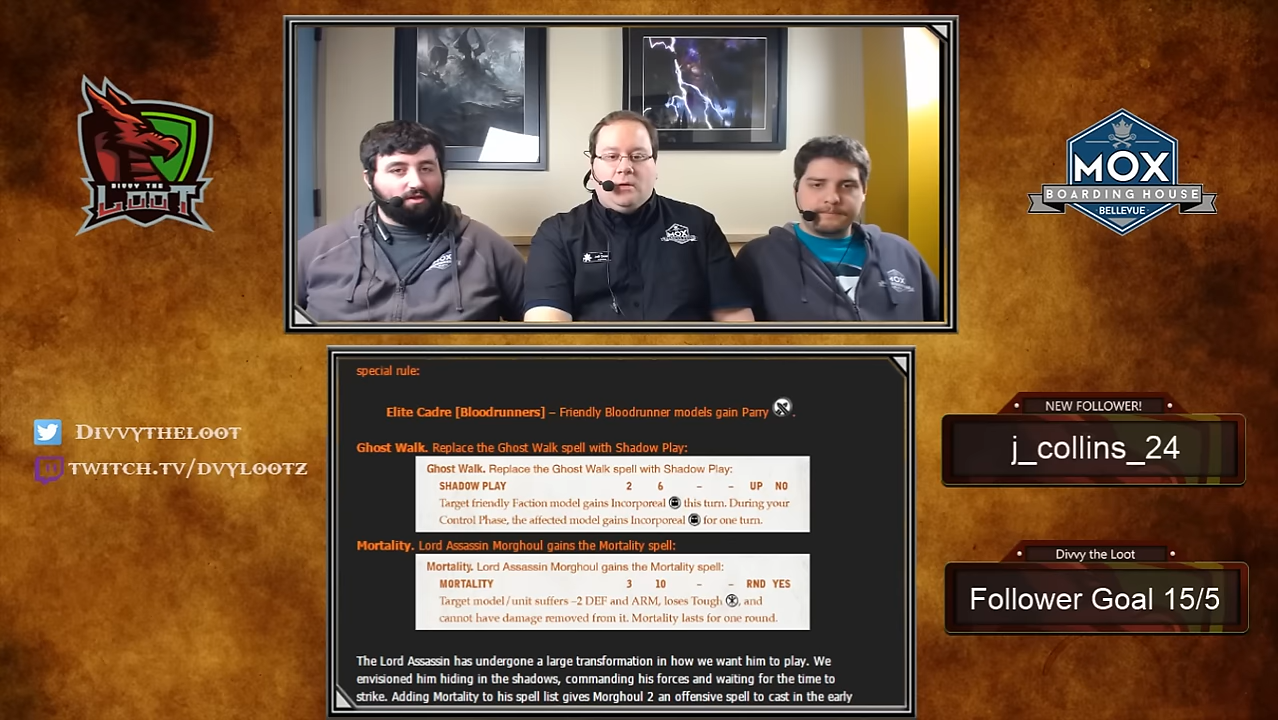 DIVVY THE
LOOT
MOX
BOARDING HOUSE
BELLEVUE
MOX
MOX
special rule:
Elite Cadre [Bloodrunners] – Friendly Bloodrunner models gain Parry .
Ghost Walk. Replace the Ghost Walk spell with Shadow Play:
Ghost Walk. Replace the Ghost Walk spell with Shadow Play:
SHADOW PLAY 2 6 – – UP NO
Target friendly Faction model gains Incorporeal this turn. During your
Control Phase, the affected model gains Incorporeal for one turn.
Mortality. Lord Assassin Morghoul gains the Mortality spell:
Mortality. Lord Assassin Morghoul gains the Mortality spell:
MORTALITY 3 10 – – RND YES
Target model/unit suffers –2 DEF and ARM, loses Tough , and
cannot have damage removed from it. Mortality lasts for one round.
The Lord Assassin has undergone a large transformation in how we want him to play. We
envisioned him hiding in the shadows, commanding his forces and waiting for the time to
strike. Adding Mortality to his spell list gives Morghoul 2 an offensive spell to cast in the early
DIVVYTHELOOT
TWITCH.TV/DVYLOOTZ
NEW FOLLOWER!
j_collins_24
Divvy the Loot
Follower Goal 15/5